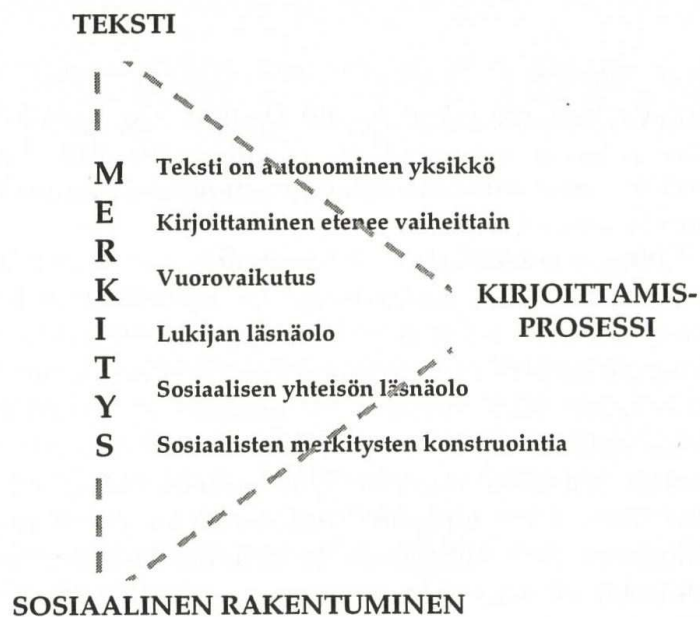 TEKSTI
MERKITYS
Teksti on autonominen yksikkö
Kirjoittaminen etenee vaiheittain
Vuorovaikutus
Lukijan läsnäolo
Sosiaalisen yhteisön läsnäolo
Sosiaalisten merkitysten konstruointia
KIRJOITTAMIS-
PROSESSI
SOSIAALINEN RAKENTUMINEN